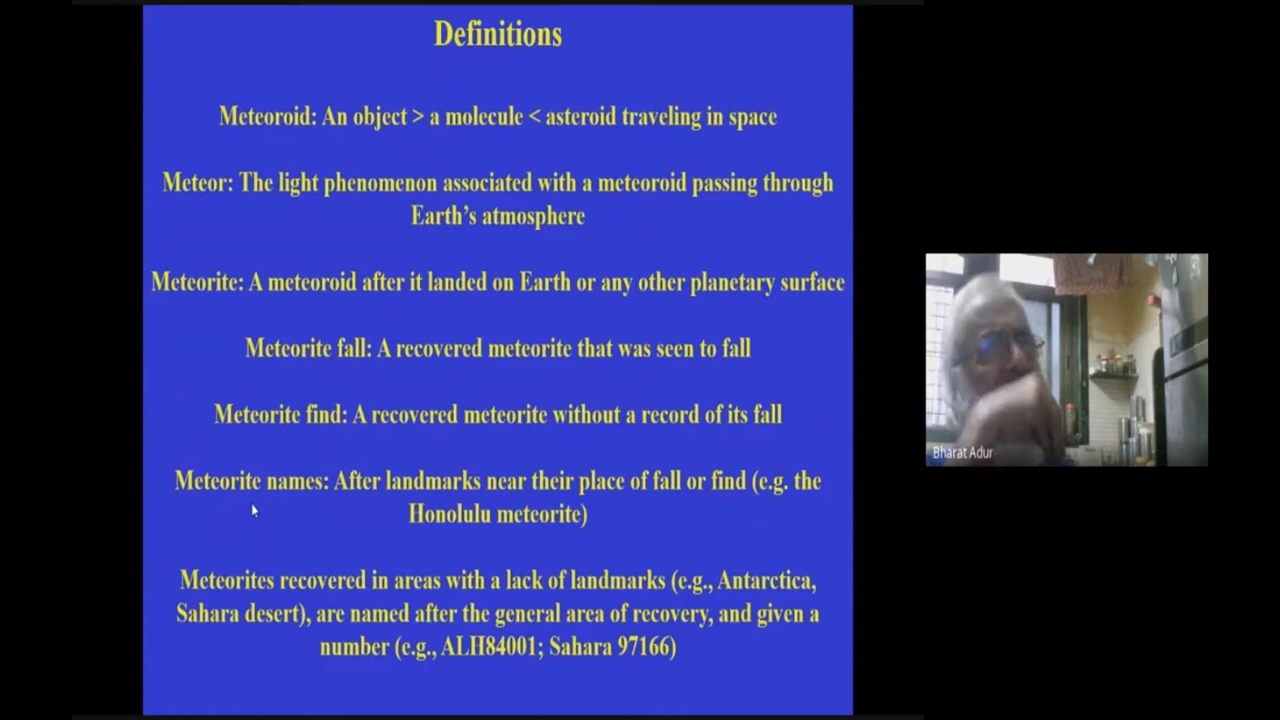 Definitions
Meteoroid: An object > a molecule < asteroid traveling in space
Meteor: The light phenomenon associated with a meteoroid passing through
Earth's atmosphere
Meteorite: A meteoroid after it landed on Earth or any other planetary surface
Meteorite fall: A recovered meteorite that was seen to fall
Meteorite find: A recovered meteorite without a record of its fall
Meteorite names: After landmarks near their place of fall or find (e.g. the
Honolulu meteorite)
Meteorites recovered in areas with a lack of landmarks (e.g., Antarctica,
Sahara desert), are named after the general area of recovery, and given a
number (e.g., ALH84001; Sahara 97166)
Bharat Adur